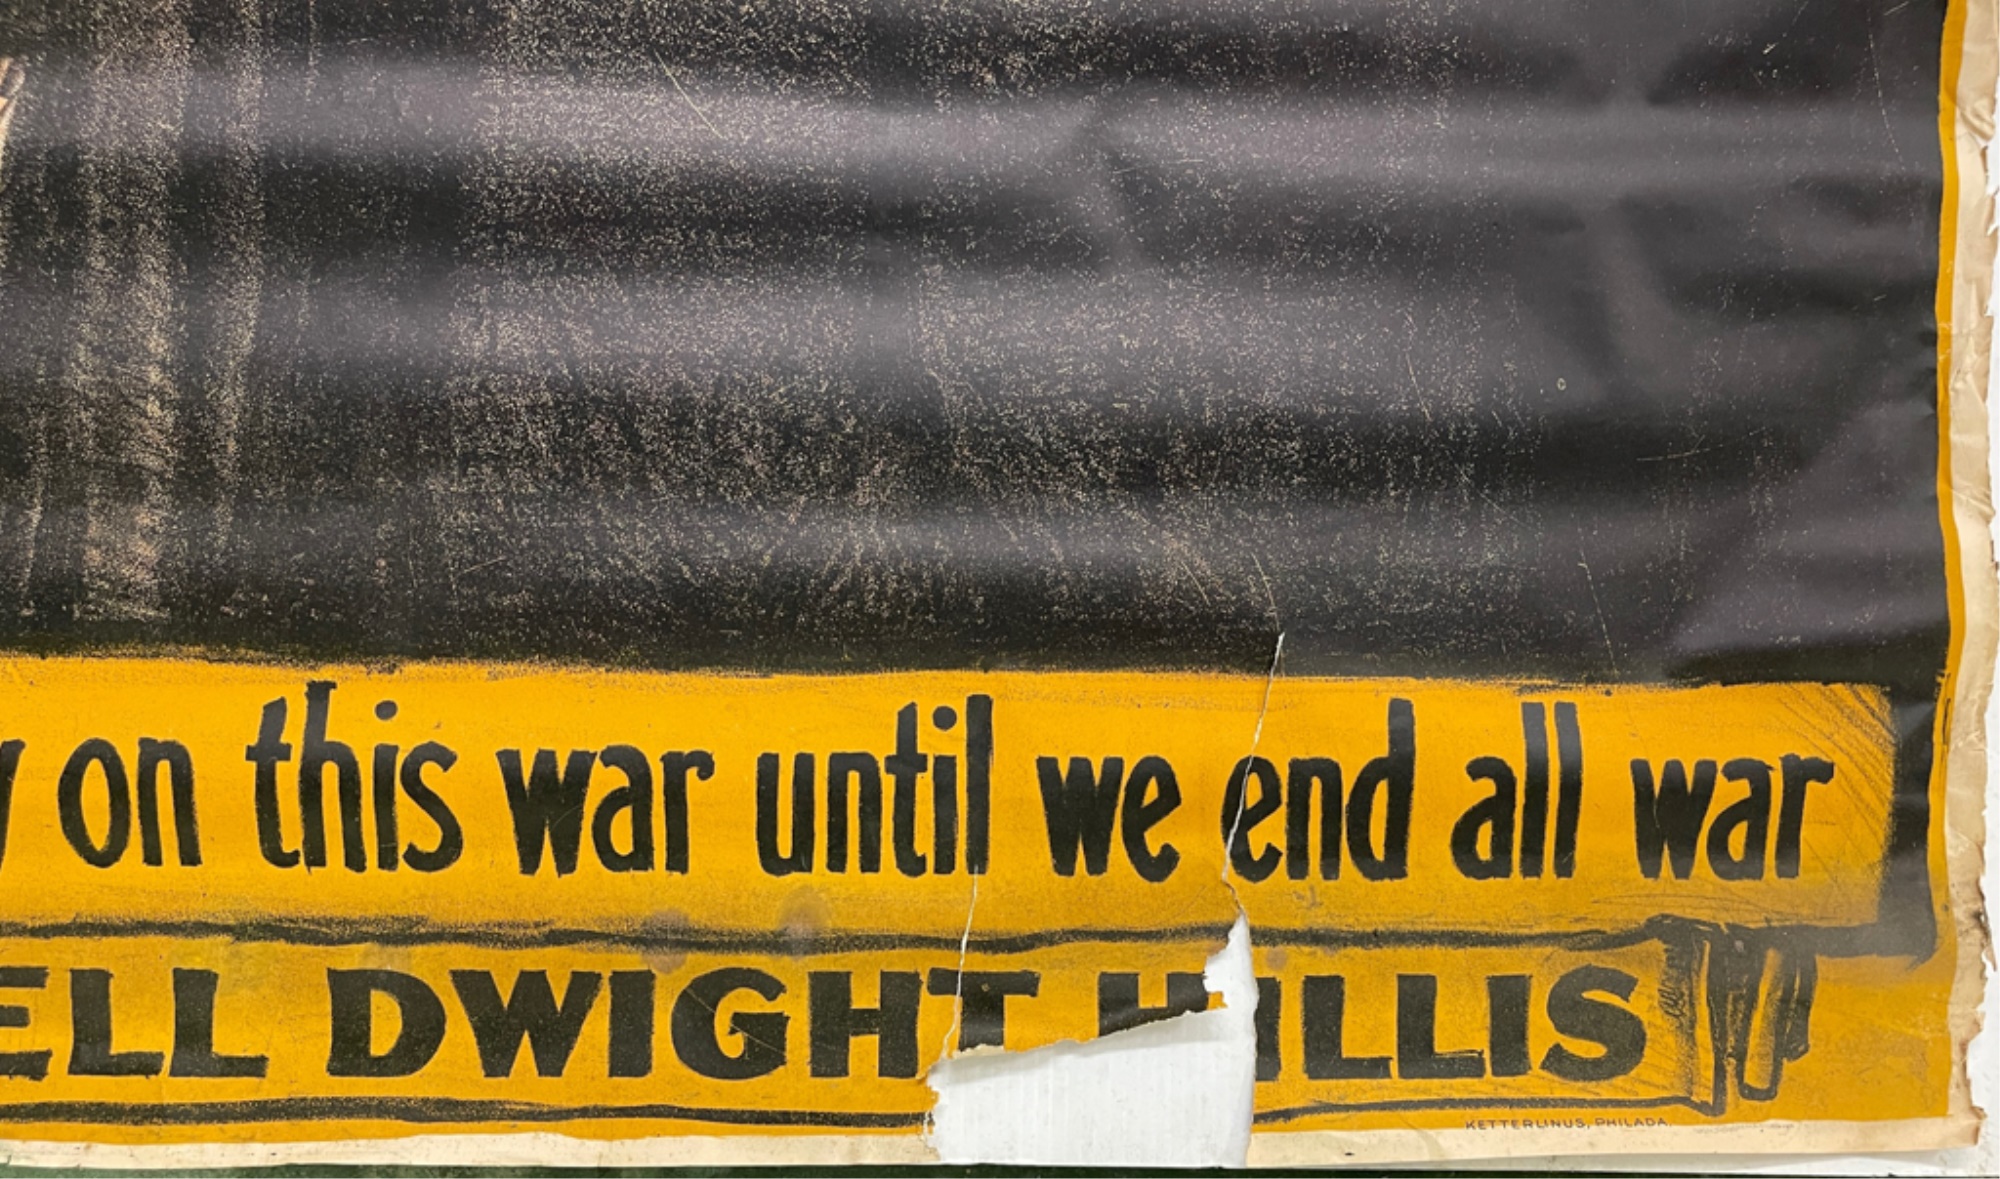 y on this war until we end all war
ELL DWIGHT HILLIS
KETTERLINUS, PHILADA.